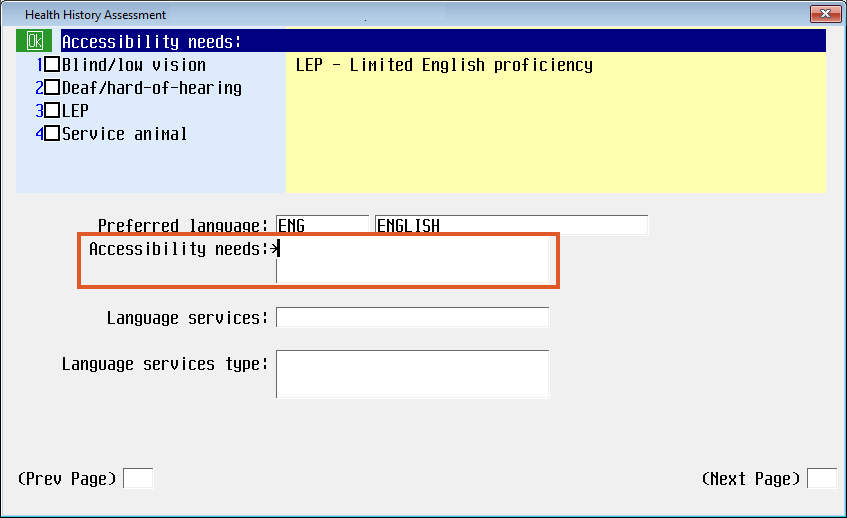 Health History Assessment
Ok Accessibility needs:
1 Blind/low vision LEP - Limited English proficiency
2 Deaf/hard-of-hearing
3 LEP
4 Service animal
Preferred language: ENG ENGLISH
Accessibility needs:
Language services:
Language services type:
(Prev Page) (Next Page)